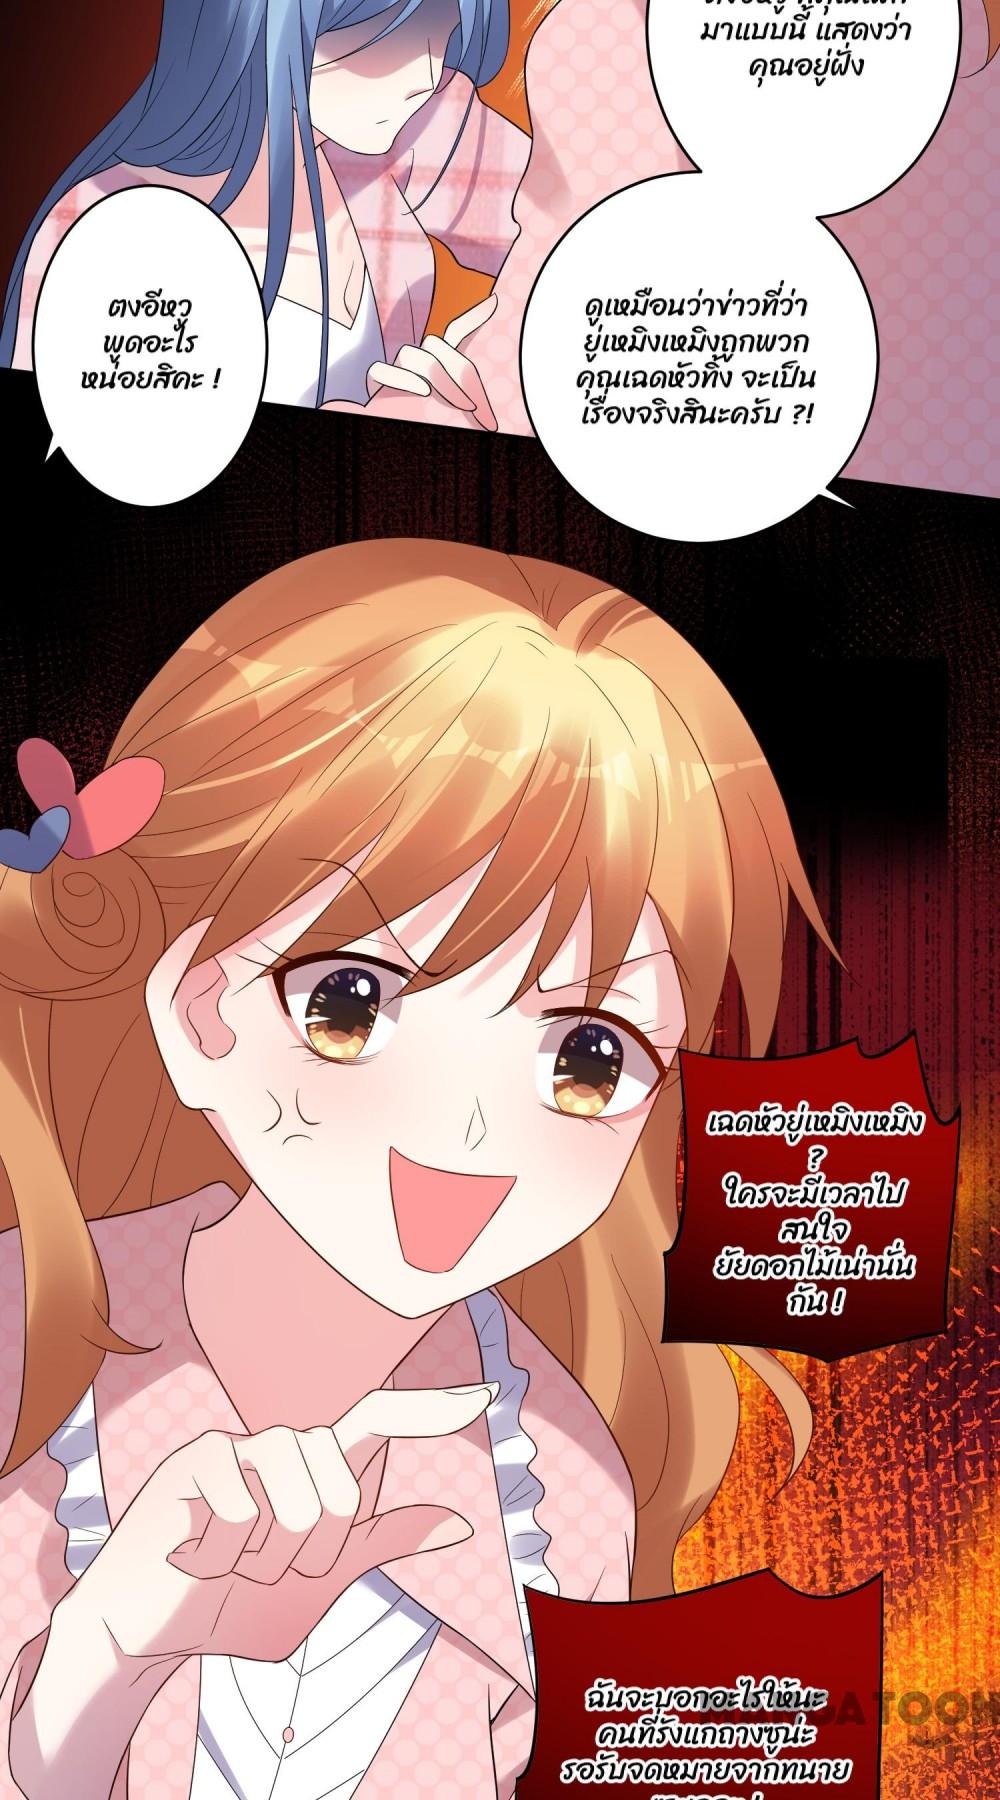 มาแบบนี้ แสดงว่า
คุณอยู่ฝั่ง
ดูเหมือนว่าข่าวที่ว่า
ยู่เหมิงเหมิงถูกพวก
คุณเฉดหัวทิ้ง จะเป็น
เรื่องจริงสินะครับ ?!
ตงอีหวู
พูดอะไร
หน่อยสิคะ !
เฉดหัวยู่เหมิงเหมิง
?
ใครจะมีเวลาไป
สนใจ
ยัยดอกไม้เน่านั่น
กัน !
ฉันจะบอกอะไรให้นะ
คนที่รังแกถางซูน่ะ
รอรับจดหมายจากทนาย
MANGATOON